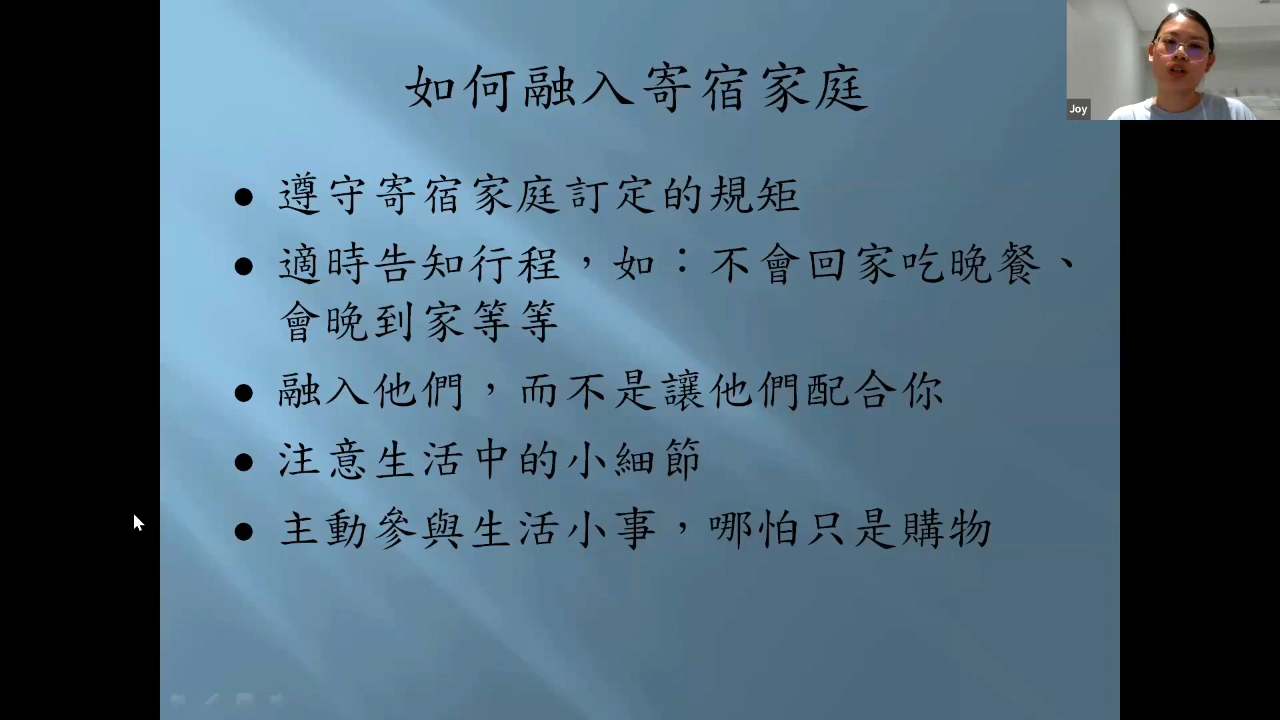 如何融入寄宿家庭
Joy
● 遵守寄宿家庭訂定的規矩
● 適時告知行程，如：不會回家吃晚餐、
會晚到家等等
● 融入他們，而不是讓他們配合你
● 注意生活中的小細節
● 主動參與生活小事，哪怕只是購物